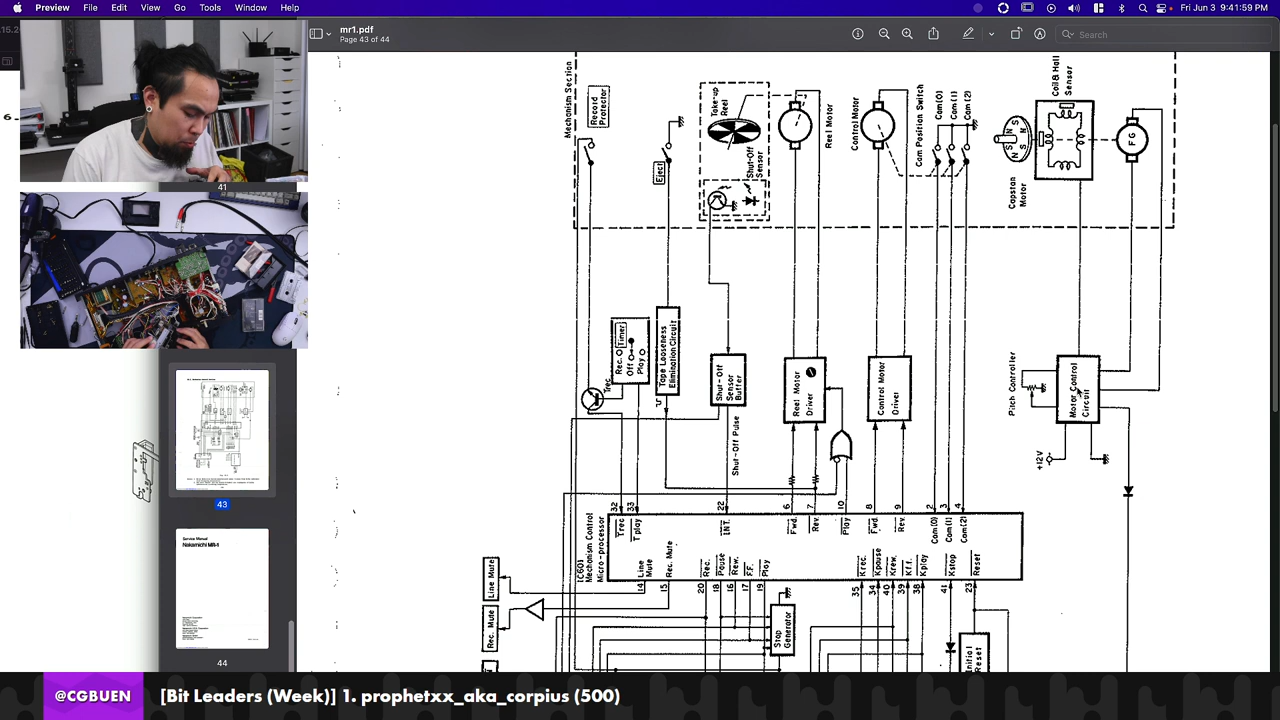 Preview File Edit View Go Tools Window Help
Fri Jun 3 9:41:59 PM
mr1.pdf
Page 43 of 44
Search
6.
41
43
Service Manual
Nakamichi MR-1
44
Mechanism Section
Record Protector
Eject
Take-up Reel
Shut-Off Sensor
Reel Motor
Control Motor
Cam Position Switch
Cam(0)
Cam(1)
Cam(2)
Coil & Hall Sensor
N S N S N S
Capstan Motor
F G
Trec
Rec. Timer
Off
Play
Tape Looseness Elimination Circuit
Shut-Off Sensor Buffer
Shut-Off Pulse
Reel Motor Driver
Control Motor Driver
Pitch Controller
Motor Control Circuit
+12V
IC601
Mechanism Control Micro-processor
32 33 22 6 7 10 8 9 2 3 4
Trec
T play
INT.
Fwd.
Rev.
Play
Fwd.
Rev.
Cam(0)
Cam(1)
Cam(2)
Line Mute
Rec. Mute
Rec.
Pause
Rew.
F.F.
Play
Krec
Kpause
Krew
Kf.f.
Kplay
Kstop
Reset
14 15 20 18 16 17 19 35 34 40 39 38 41 23
Line Mute
Rec. Mute
Stop Generator
Initial Reset
@CGBUEN
[Bit Leaders (Week)] 1. prophetxx_aka_corpius (500)